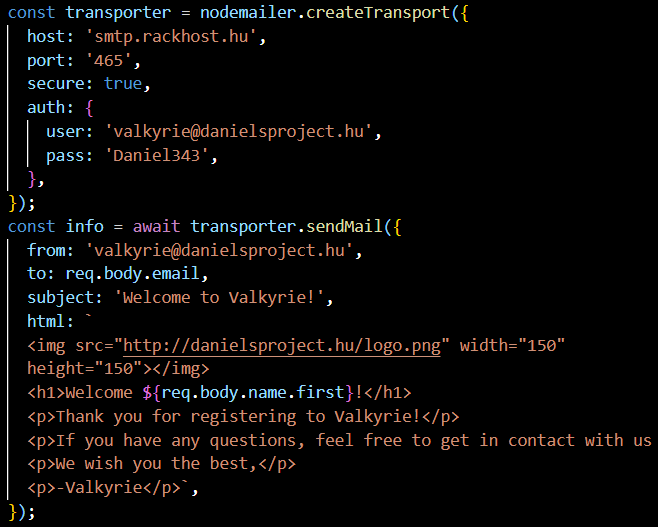 const transporter = nodemailer.createTransport({
host: 'smtp.rackhost.hu',
port: '465',
secure: true,
auth: {
user: 'valkyrie@danielsproject.hu',
pass: 'Daniel343',
},
});
const info = await transporter.sendMail({
from: 'valkyrie@danielsproject.hu',
to: req.body.email,
subject: 'Welcome to Valkyrie!',
html: `
<img src="http://danielsproject.hu/logo.png" width="150"
height="150"></img>
<h1>Welcome ${req.body.name.first}!</h1>
<p>Thank you for registering to Valkyrie!</p>
<p>If you have any questions, feel free to get in contact with us
<p>We wish you the best,</p>
<p>-Valkyrie</p>`,
});